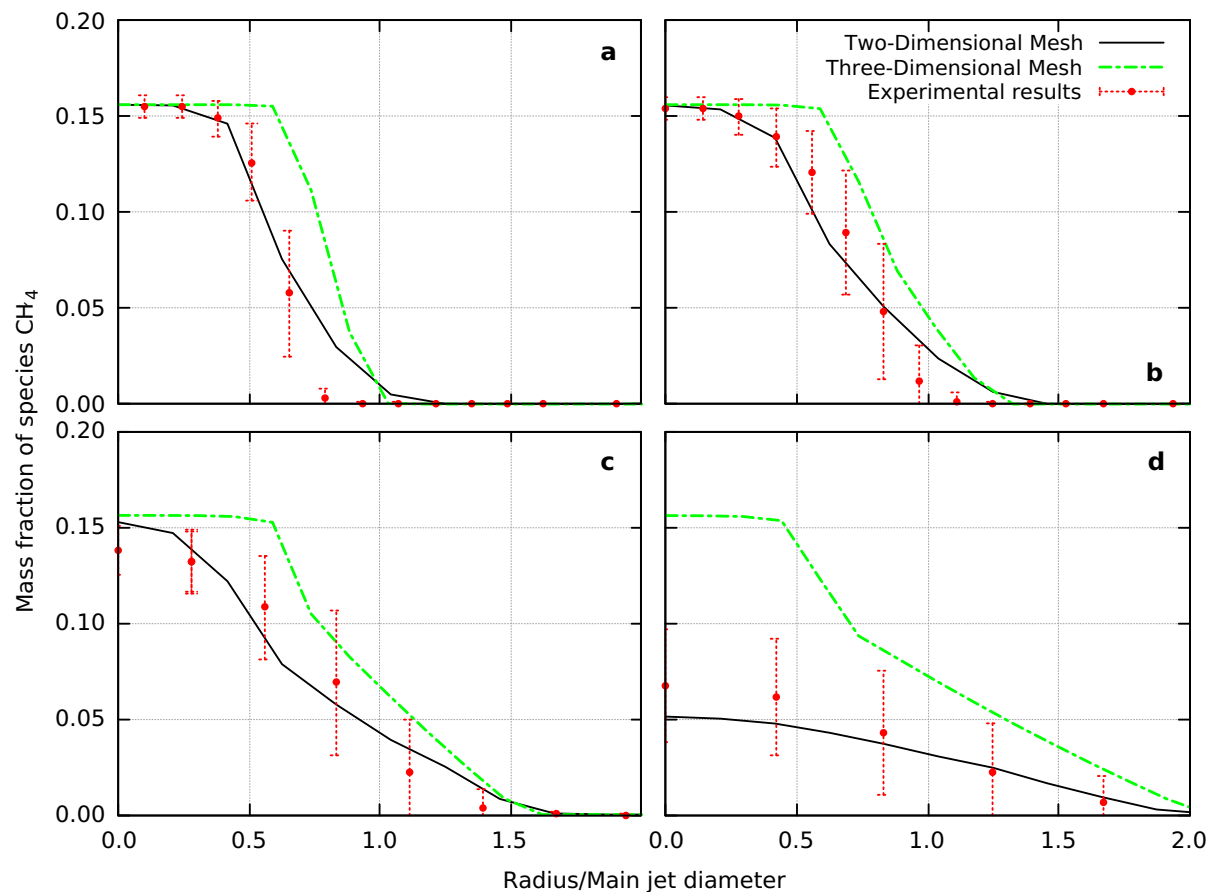 0.20
0.15
0.10
0.05
0.00
a
b
Two-Dimensional Mesh
Three-Dimensional Mesh
Experimental results
0.20
0.15
0.10
0.05
0.00
c
d
0.0 0.5 1.0 1.5 0.0 0.5 1.0 1.5 2.0
Mass fraction of species CH₄
Radius/Main jet diameter